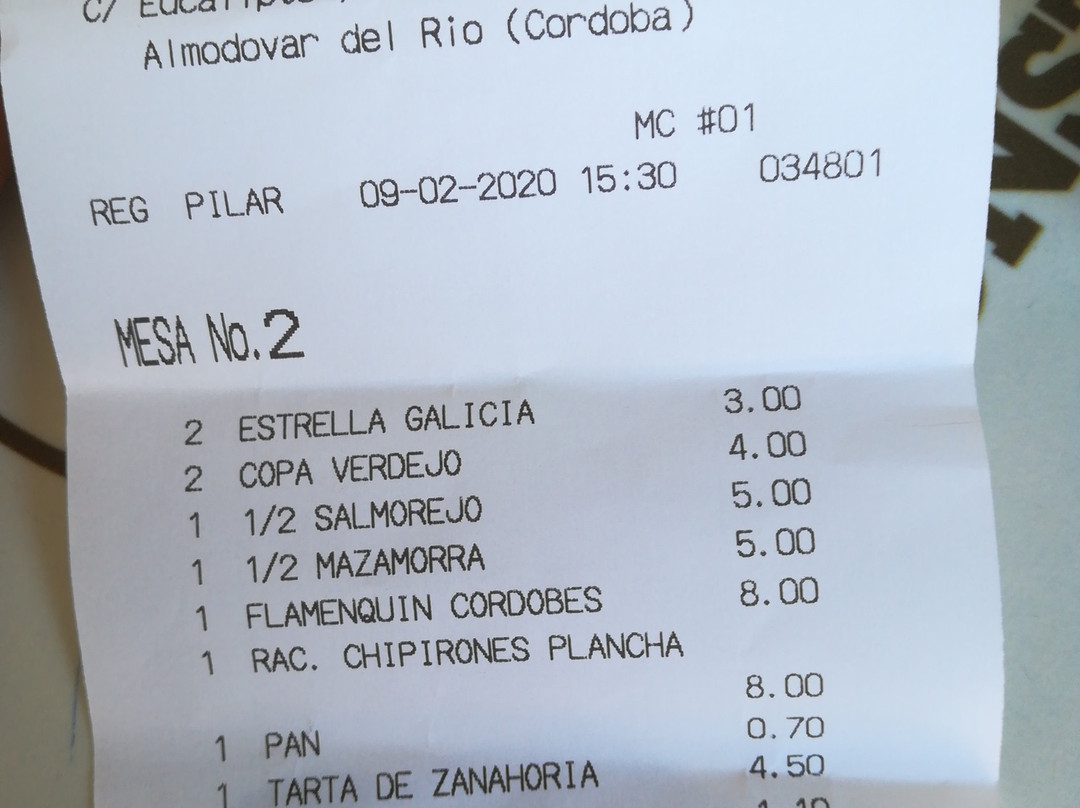 C/
Almodovar del Rio (Cordoba)
MC #01
REG PILAR 09-02-2020 15:30 034801
MESA No.2
2 ESTRELLA GALICIA 3.00
2 COPA VERDEJO 4.00
1 1/2 SALMOREJO 5.00
1 1/2 MAZAMORRA 5.00
1 FLAMENQUIN CORDOBES 8.00
1 RAC. CHIPIRONES PLANCHA
8.00
1 PAN 0.70
1 TARTA DE ZANAHORIA 4.50